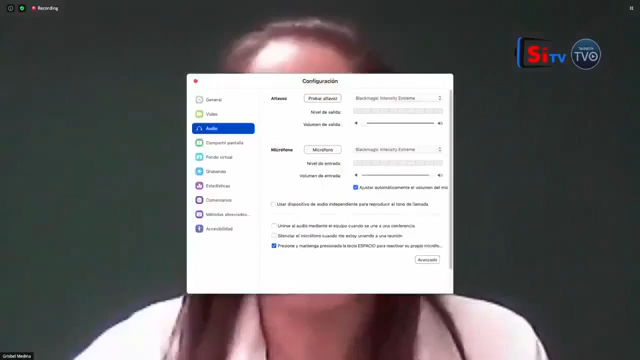 Recording
Si TV
TVO
Configuración
General
Video
Audio
Compartir pantalla
Fondo virtual
Grabando
Estadísticas
Comentarios
Métodos abreviados...
Accesibilidad
Altavoz
Probar altavoz
Blackmagic Intensity Extreme
Nivel de salida:
Volumen de salida:
Micrófono
Micrófono
Blackmagic Intensity Extreme
Nivel de entrada:
Volumen de entrada:
Ajustar automáticamente el volumen del mic
Usar dispositivo de audio independiente para reproducir el tono de llamada
Unirse al audio mediante el equipo cuando se une a una conferencia
Silenciar el micrófono cuando me estoy uniendo a una reunión
Presione y mantenga presionada la tecla ESPACIO para reactivar su propio micrófo...
Avanzado
Grisbel Medina